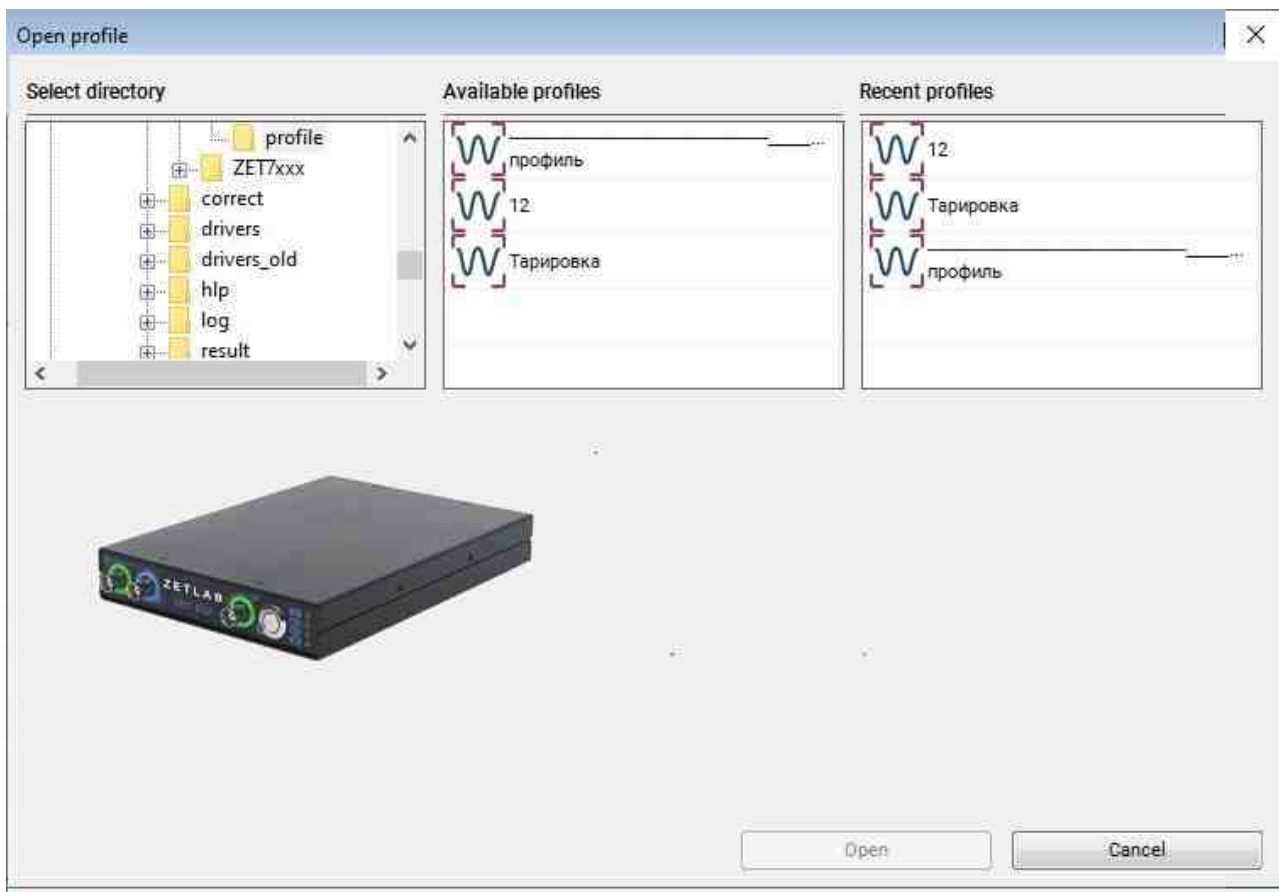 Open profile
Select directory
Available profiles
Recent profiles
profile
ZET7xxx
correct
drivers
drivers_old
hlp
log
result
профиль
12
Тарировка
12
Тарировка
профиль
ZETLAB
Open
Cancel